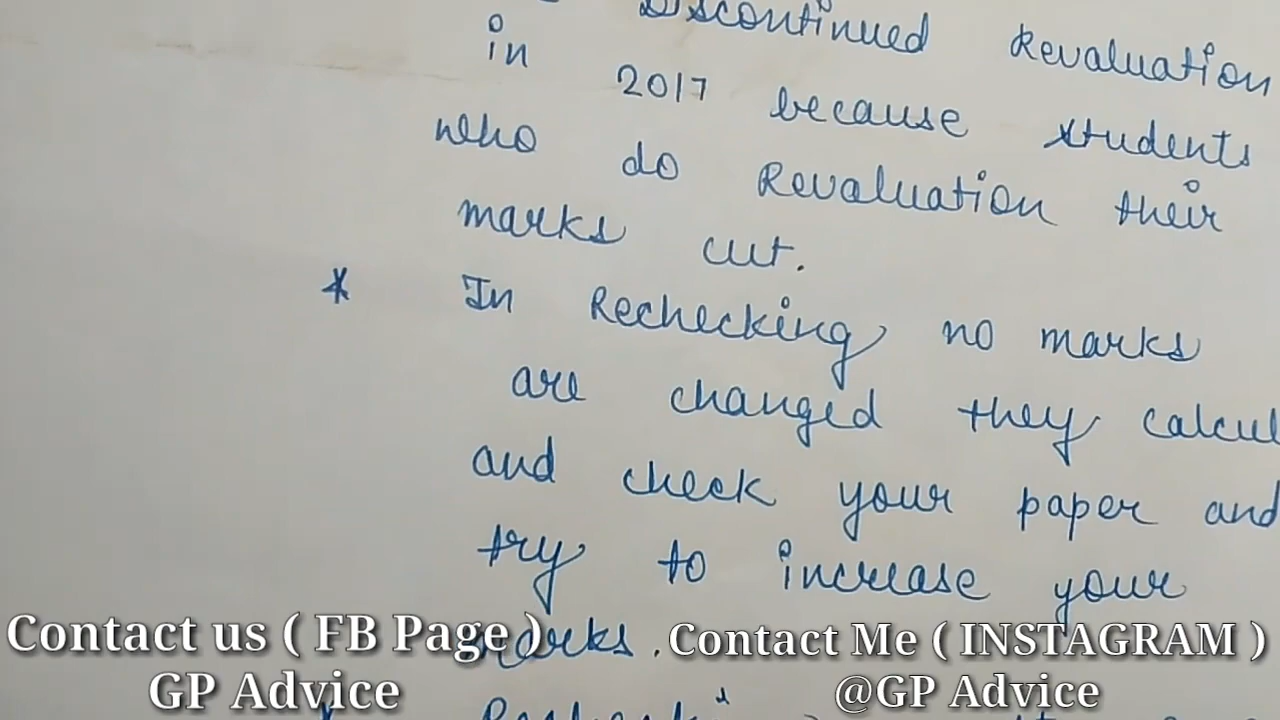 Discontinued Revaluation
in 2017 because students
who do Revaluation their
marks cut.
* In Rechecking no marks
are changed they calcul
and check your paper and
try to increase your
marks.
Contact us ( FB Page )
GP Advice
Contact Me ( INSTAGRAM )
@GP Advice